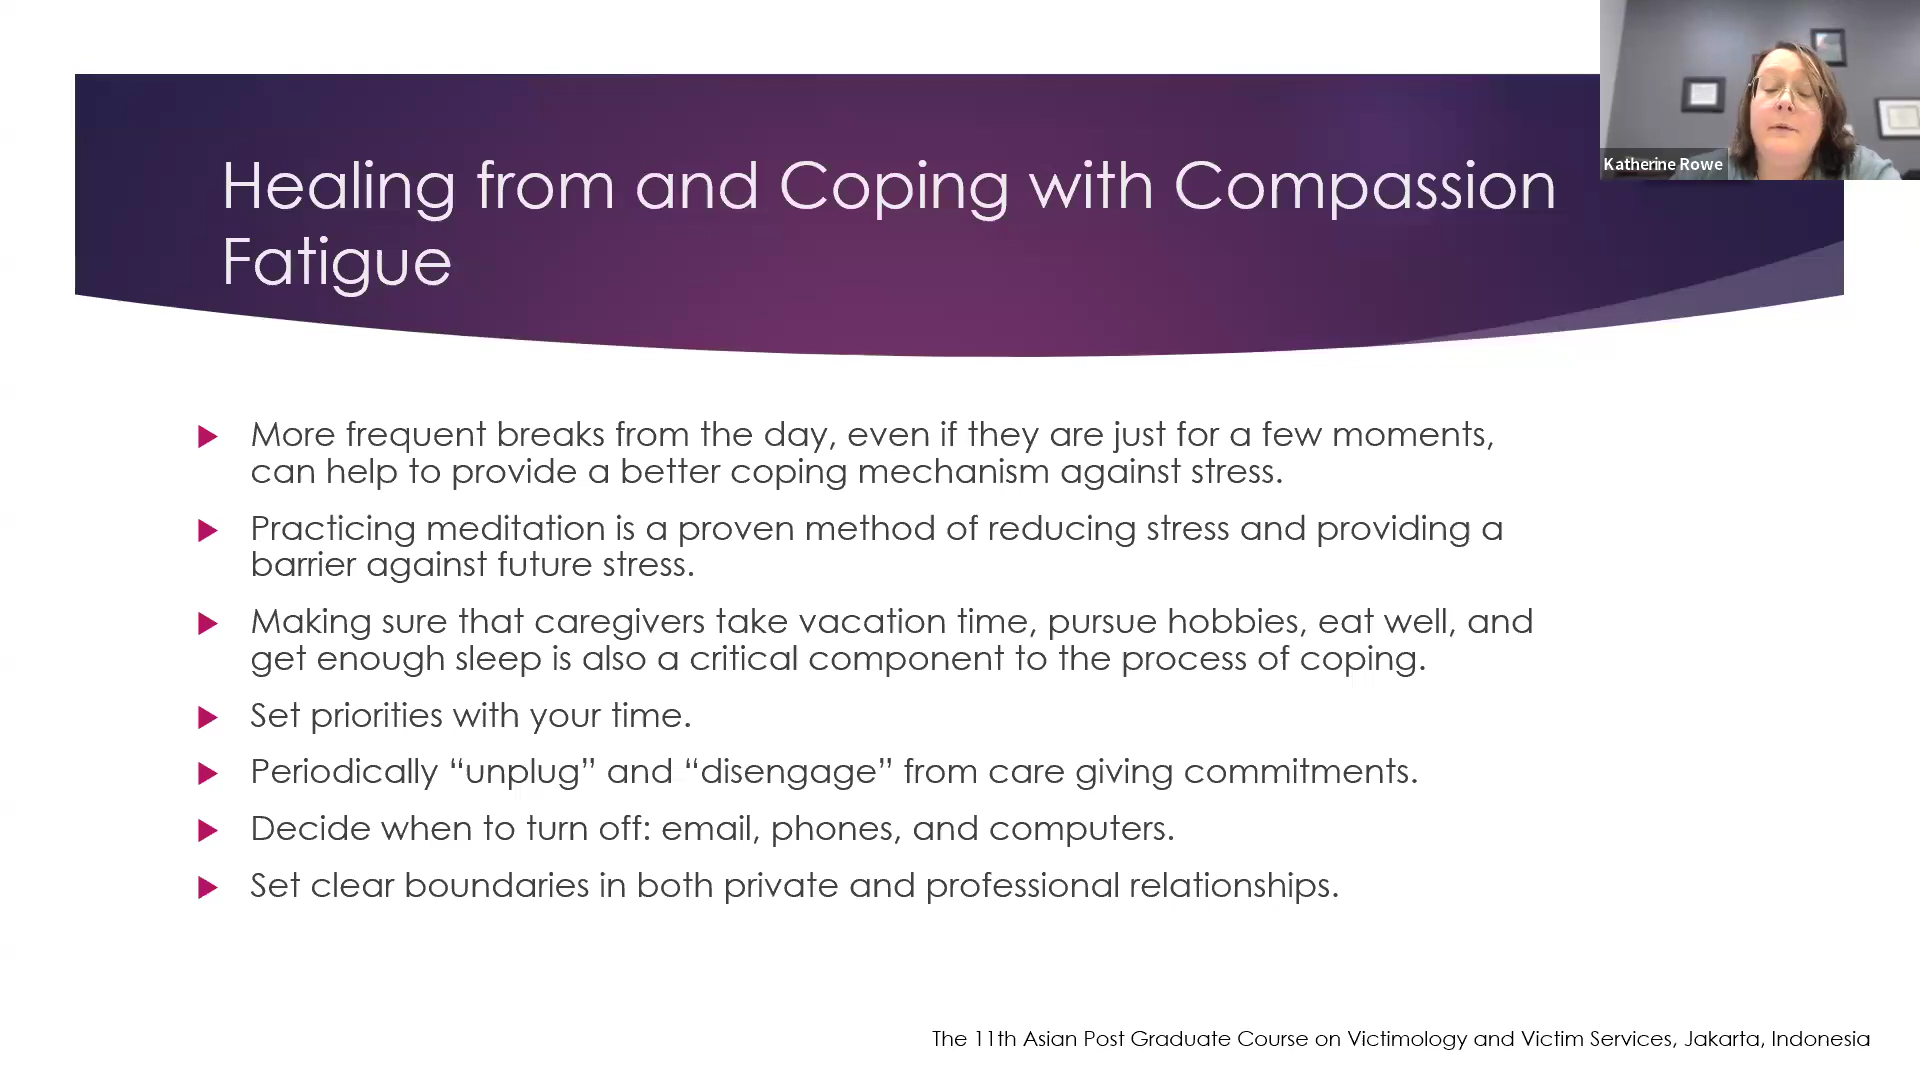 Katherine Rowe
Healing from and Coping with Compassion
Fatigue
More frequent breaks from the day, even if they are just for a few moments,
can help to provide a better coping mechanism against stress.
Practicing meditation is a proven method of reducing stress and providing a
barrier against future stress.
Making sure that caregivers take vacation time, pursue hobbies, eat well, and
get enough sleep is also a critical component to the process of coping.
Set priorities with your time.
Periodically “unplug” and “disengage” from care giving commitments.
Decide when to turn off: email, phones, and computers.
Set clear boundaries in both private and professional relationships.
The 11th Asian Post Graduate Course on Victimology and Victim Services, Jakarta, Indonesia